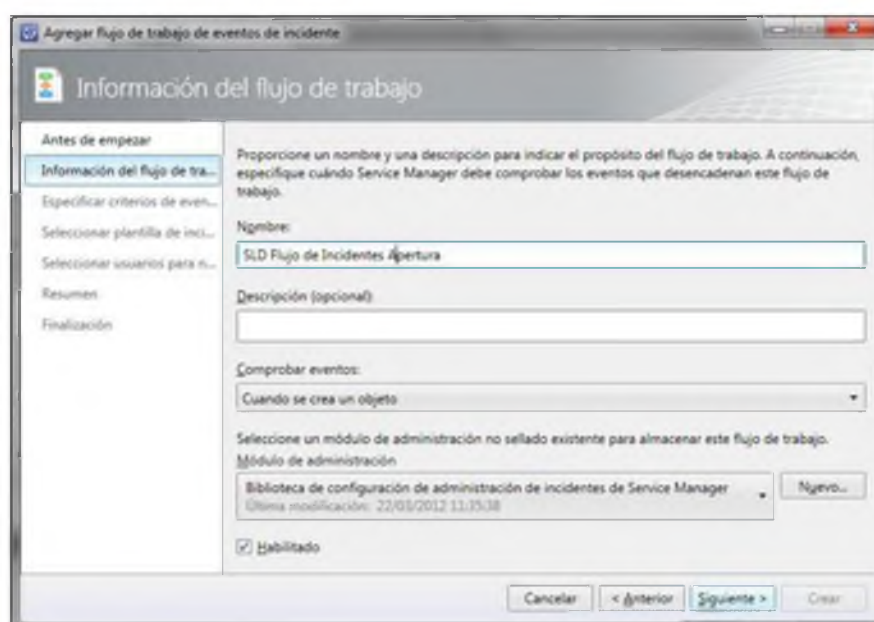 Agregar flujo de trabajo de eventos de incidente
Información del flujo de trabajo
Antes de empezar
Información del flujo de tra...
Especificar criterios de even...
Seleccionar plantilla de inci...
Seleccionar usuarios para n...
Resumen
Finalización
Proporcione un nombre y una descripción para indicar el propósito del flujo de trabajo. A continuación,
especifique cuándo Service Manager debe comprobar los eventos que desencadenan este flujo de
trabajo.
Nombre:
SLD Flujo de Incidentes Apertura
Descripción (opcional)
Comprobar eventos:
Cuando se crea un objeto
Seleccione un módulo de administración no sellado existente para almacenar este flujo de trabajo.
Módulo de administración
Biblioteca de configuración de administración de incidentes de Service Manager
Última modificación: 22/03/2012 11:35:38
Nuevo...
Habilitado
Cancelar
< Anterior
Siguiente >
Crear